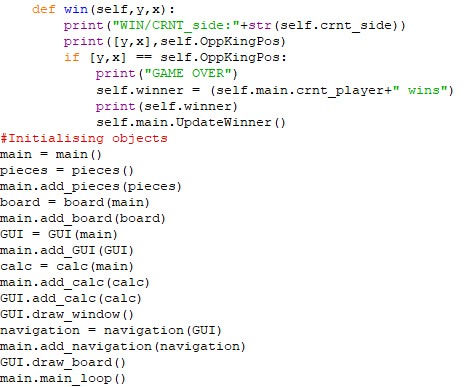 def win(self,y,x):
print("WIN/CRNT_side:"+str(self.crnt_side))
print([y,x],self.OppKingPos)
if [y,x] == self.OppKingPos:
print("GAME OVER")
self.winner = (self.main.crnt_player+" wins")
print(self.winner)
self.main.UpdateWinner()
#Initialising objects
main = main()
pieces = pieces()
main.add_pieces(pieces)
board = board(main)
main.add_board(board)
GUI = GUI(main)
main.add_GUI(GUI)
calc = calc(main)
main.add_calc(calc)
GUI.add_calc(calc)
GUI.draw_window()
navigation = navigation(GUI)
main.add_navigation(navigation)
GUI.draw_board()
main.main_loop()